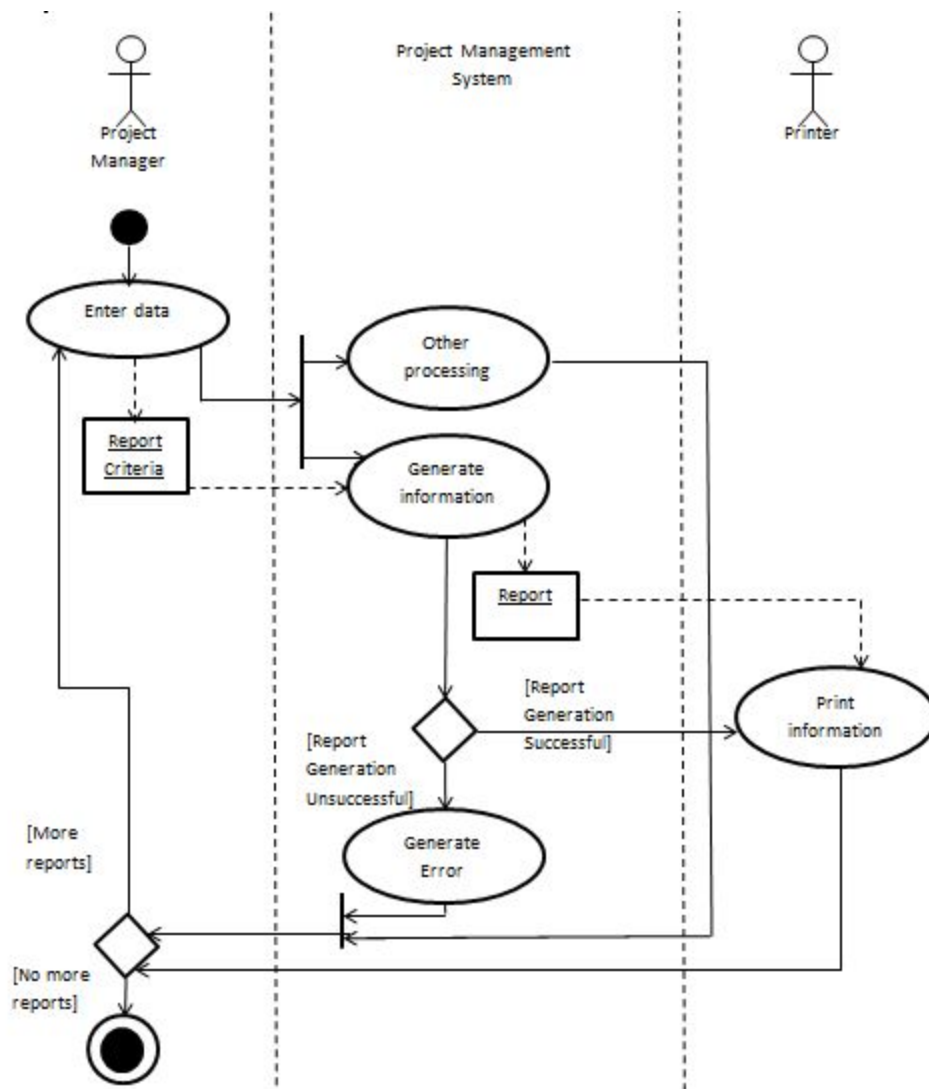 Project Management
System
Project
Manager
Printer
Enter data
Other
processing
Report
Criteria
Generate
information
Report
[Report
Generation
Successful]
Print
information
[Report
Generation
Unsuccessful]
Generate
Error
[More
reports]
[No more
reports]